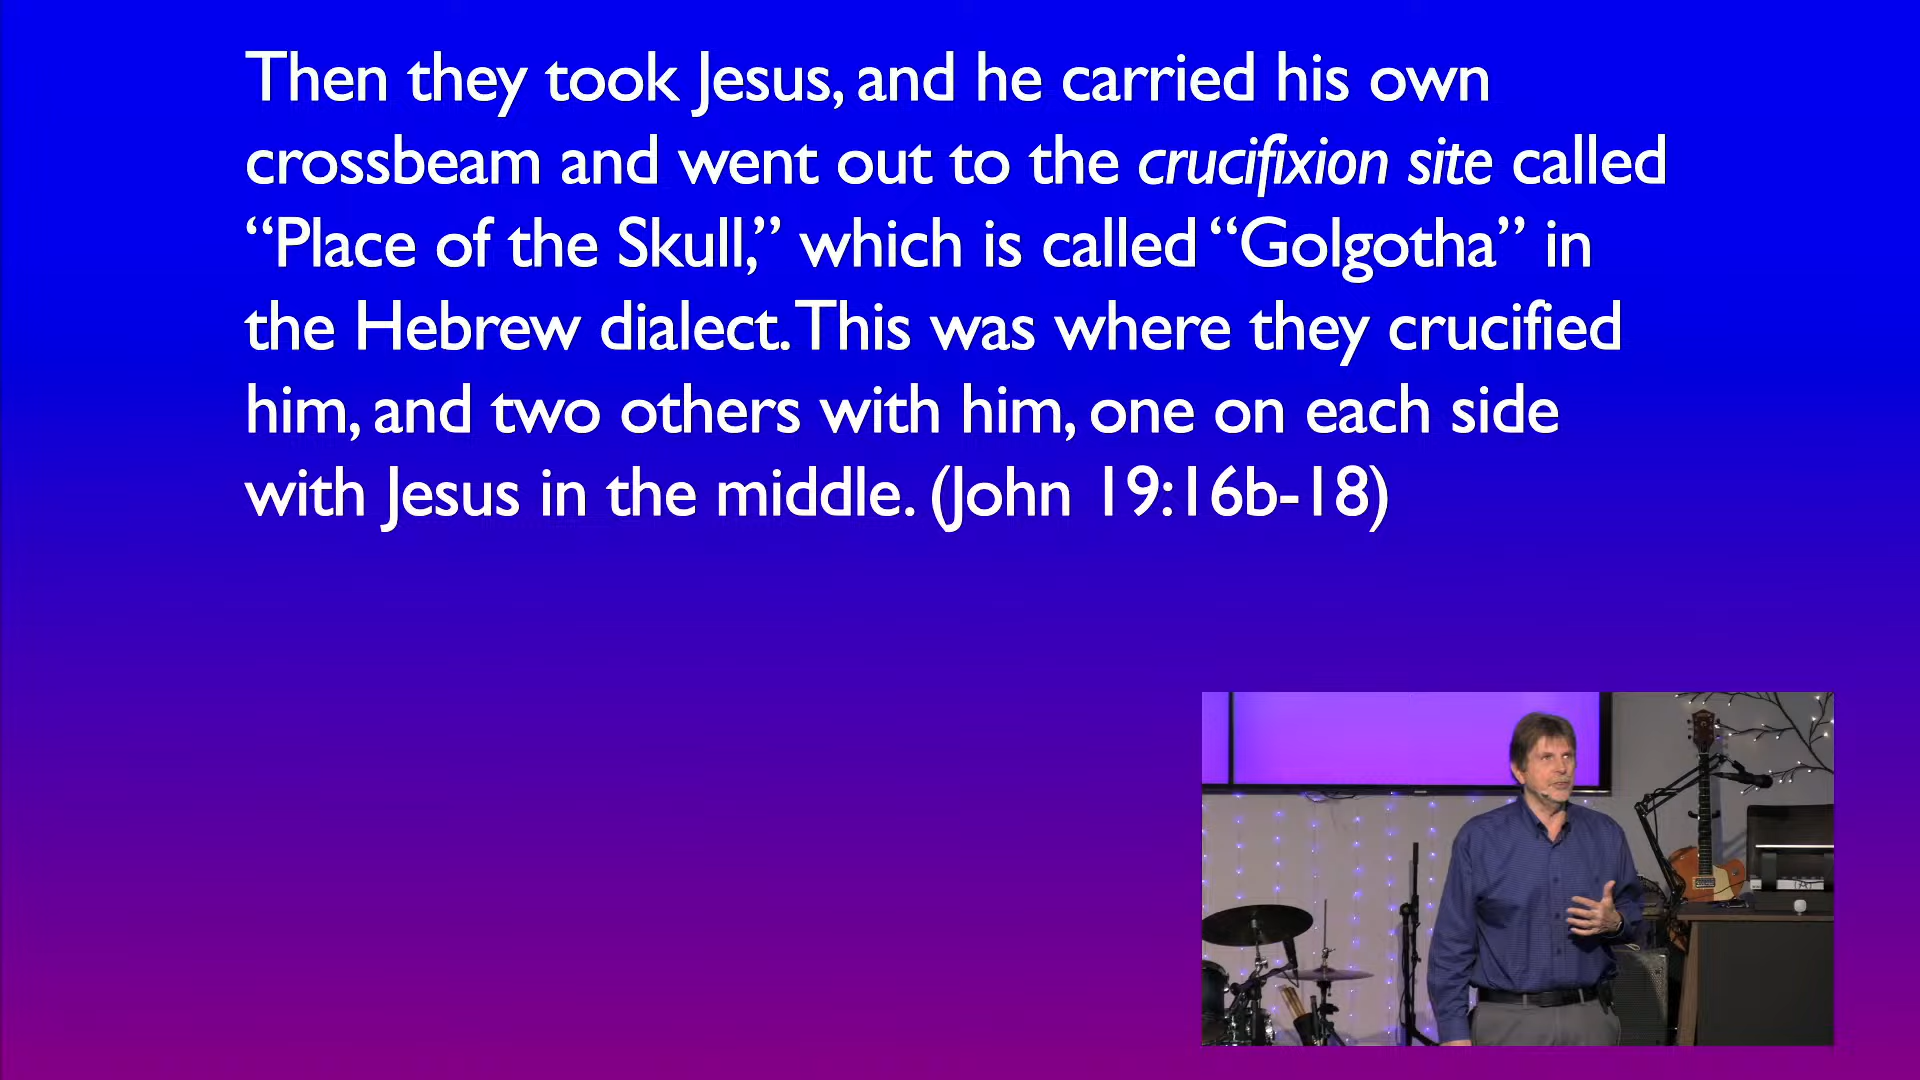 Then they took Jesus, and he carried his own
crossbeam and went out to the crucifixion site called
“Place of the Skull,” which is called “Golgotha” in
the Hebrew dialect. This was where they crucified
him, and two others with him, one on each side
with Jesus in the middle. (John 19:16b-18)